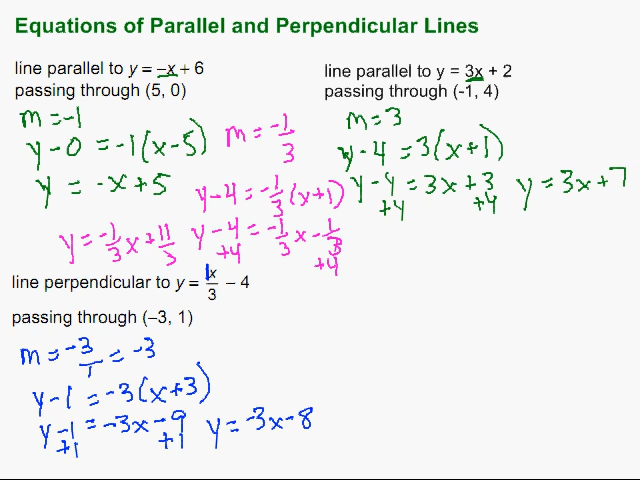 Equations of Parallel and Perpendicular Lines
line parallel to y = –x + 6
passing through (5, 0)
m = -1
y-0 = -1(x-5)
y = -x+5
line parallel to y = 3x + 2
passing through (-1, 4)
m = 3
y-4 = 3(x+1)
y-4 = 3x+3
+4 +4
y = 3x+7
m = -1/3
y-4 = -1/3(x+1)
y-4 = -1/3x - 1/3
+4 +4
y = -1/3x + 11/3
line perpendicular to y = 1x/3 – 4
passing through (–3, 1)
m = -3/1 = -3
y-1 = -3(x+3)
y-1 = -3x-9
+1 +1
y = -3x-8